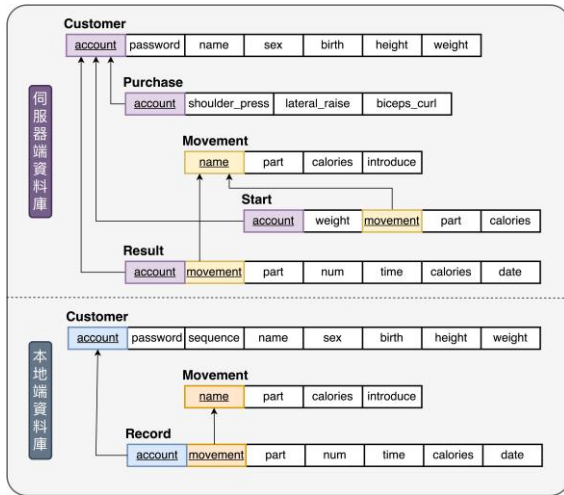 伺服器端資料庫
Customer
account password name sex birth height weight
Purchase
account shoulder_press lateral_raise biceps_curl
Movement
name part calories introduce
Start
account weight movement part calories
Result
account movement part num time calories date
本地端資料庫
Customer
account password sequence name sex birth height weight
Movement
name part calories introduce
Record
account movement part num time calories date